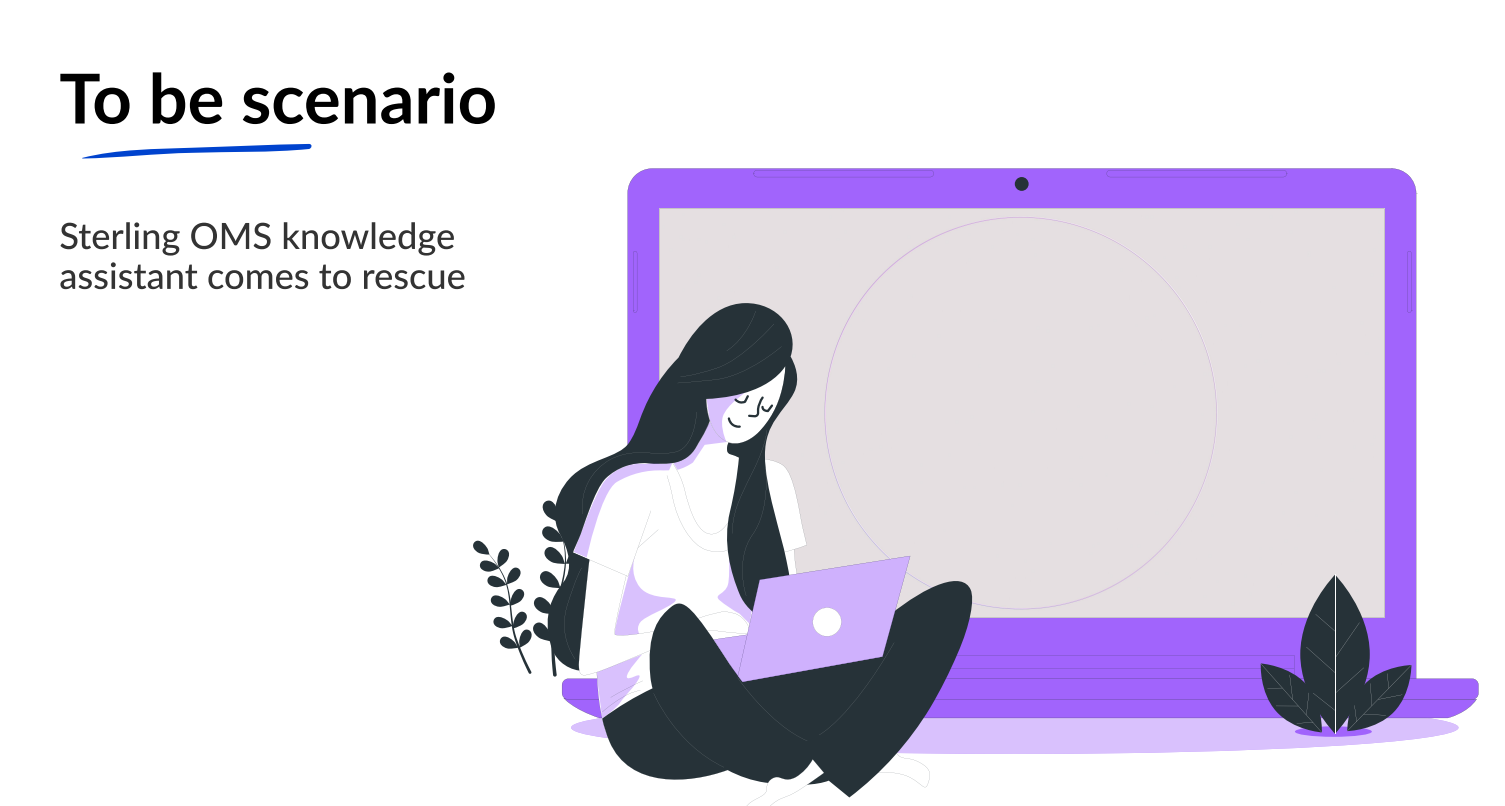 To be scenario
Sterling OMS knowledge
assistant comes to rescue